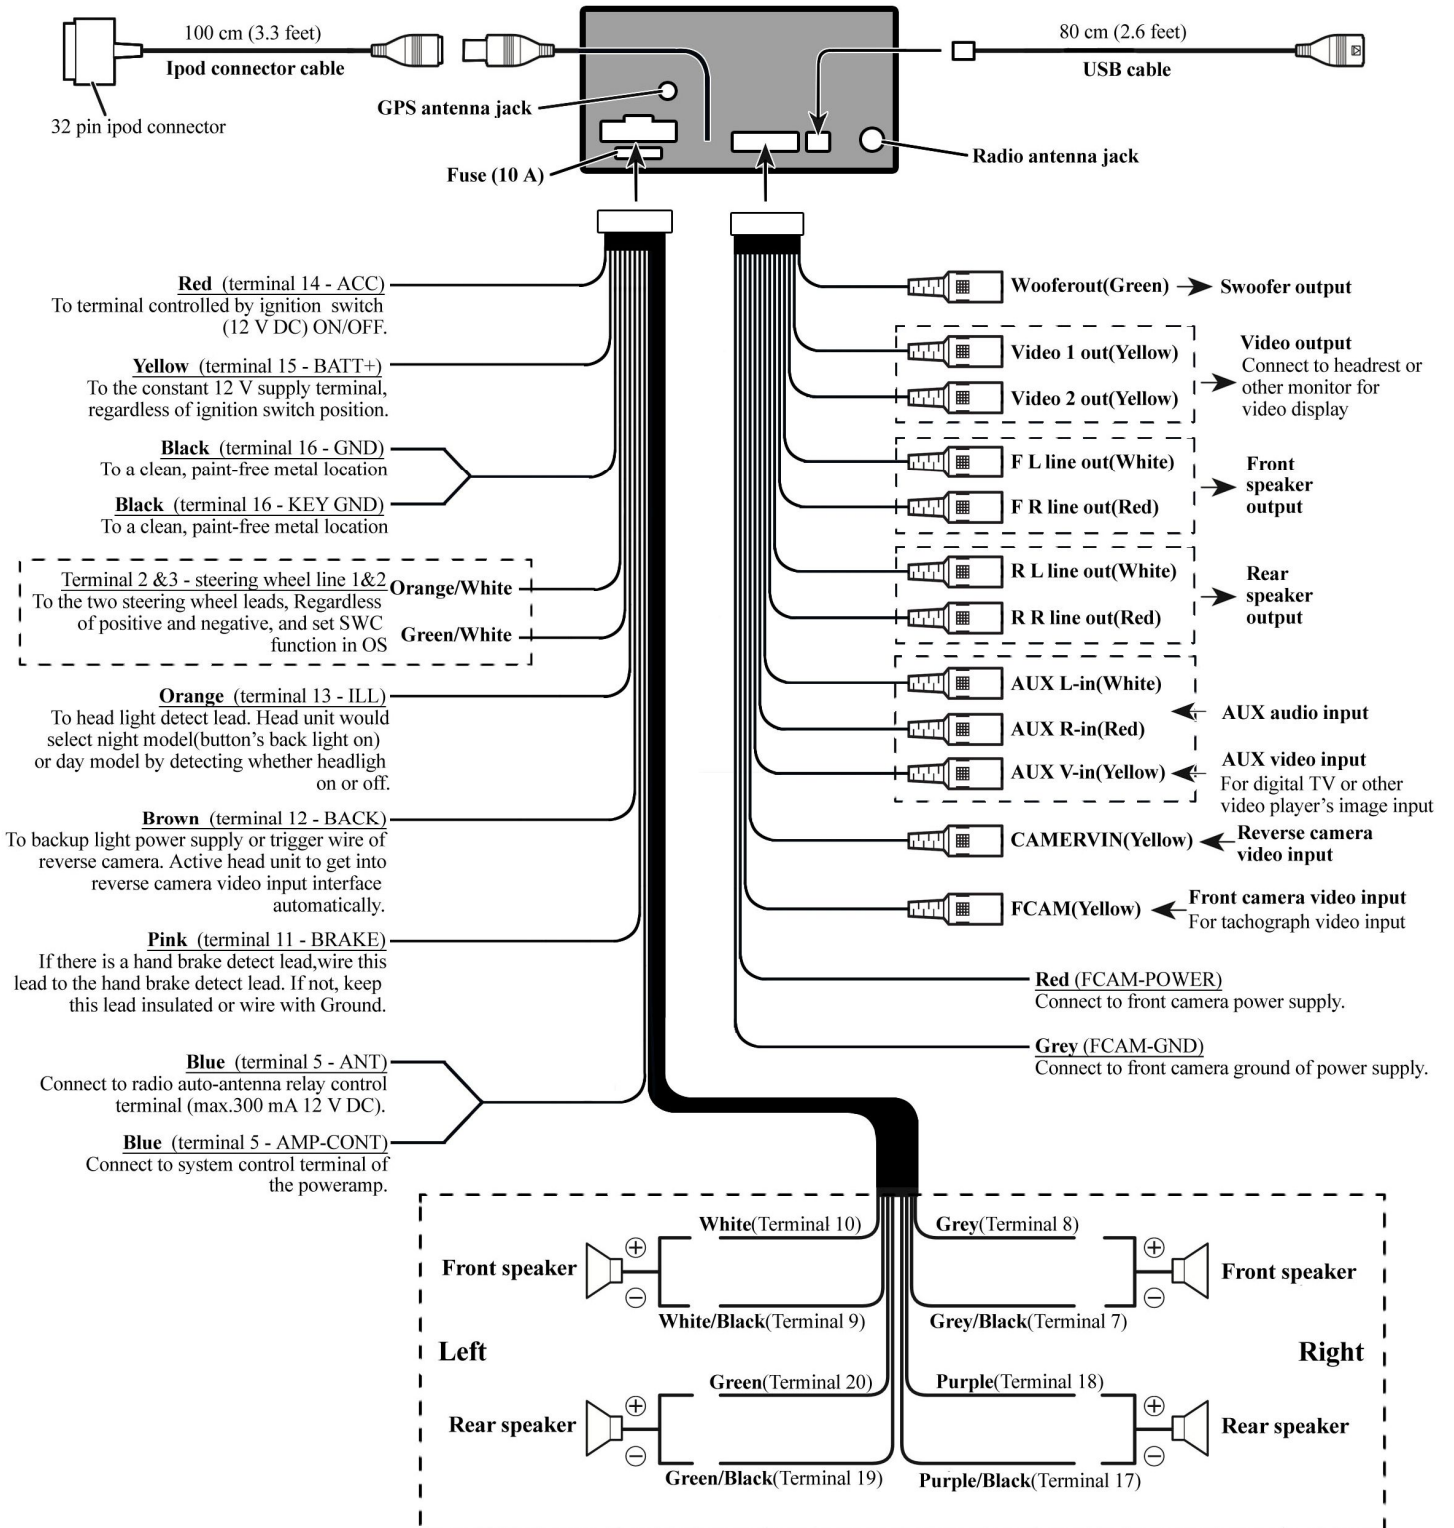 100 cm (3.3 feet)
Ipod connector cable
32 pin ipod connector
GPS antenna jack
Fuse (10 A)
80 cm (2.6 feet)
USB cable
Radio antenna jack
Red (terminal 14 - ACC)
To terminal controlled by ignition switch
(12 V DC) ON/OFF.
Yellow (terminal 15 - BATT+)
To the constant 12 V supply terminal,
regardless of ignition switch position.
Black (terminal 16 - GND)
To a clean, paint-free metal location
Black (terminal 16 - KEY GND)
To a clean, paint-free metal location
Terminal 2 &3 - steering wheel line 1&2
To the two steering wheel leads, Regardless
of positive and negative, and set SWC
function in OS
Orange/White
Green/White
Orange (terminal 13 - ILL)
To head light detect lead. Head unit would
select night model(button's back light on)
or day model by detecting whether headligh
on or off.
Brown (terminal 12 - BACK)
To backup light power supply or trigger wire of
reverse camera. Active head unit to get into
reverse camera video input interface
automatically.
Pink (terminal 11 - BRAKE)
If there is a hand brake detect lead,wire this
lead to the hand brake detect lead. If not, keep
this lead insulated or wire with Ground.
Blue (terminal 5 - ANT)
Connect to radio auto-antenna relay control
terminal (max.300 mA 12 V DC).
Blue (terminal 5 - AMP-CONT)
Connect to system control terminal of
the poweramp.
Wooferout(Green)
Swoofer output
Video 1 out(Yellow)
Video 2 out(Yellow)
Video output
Connect to headrest or
other monitor for
video display
F L line out(White)
F R line out(Red)
Front
speaker
output
R L line out(White)
R R line out(Red)
Rear
speaker
output
AUX L-in(White)
AUX R-in(Red)
AUX audio input
AUX V-in(Yellow)
AUX video input
For digital TV or other
video player's image input
CAMERVIN(Yellow)
Reverse camera
video input
FCAM(Yellow)
Front camera video input
For tachograph video input
Red (FCAM-POWER)
Connect to front camera power supply.
Grey (FCAM-GND)
Connect to front camera ground of power supply.
White(Terminal 10)
Grey(Terminal 8)
Front speaker
+
−
+
−
Front speaker
White/Black(Terminal 9)
Grey/Black(Terminal 7)
Left
Right
Green(Terminal 20)
Purple(Terminal 18)
Rear speaker
+
−
+
−
Rear speaker
Green/Black(Terminal 19)
Purple/Black(Terminal 17)